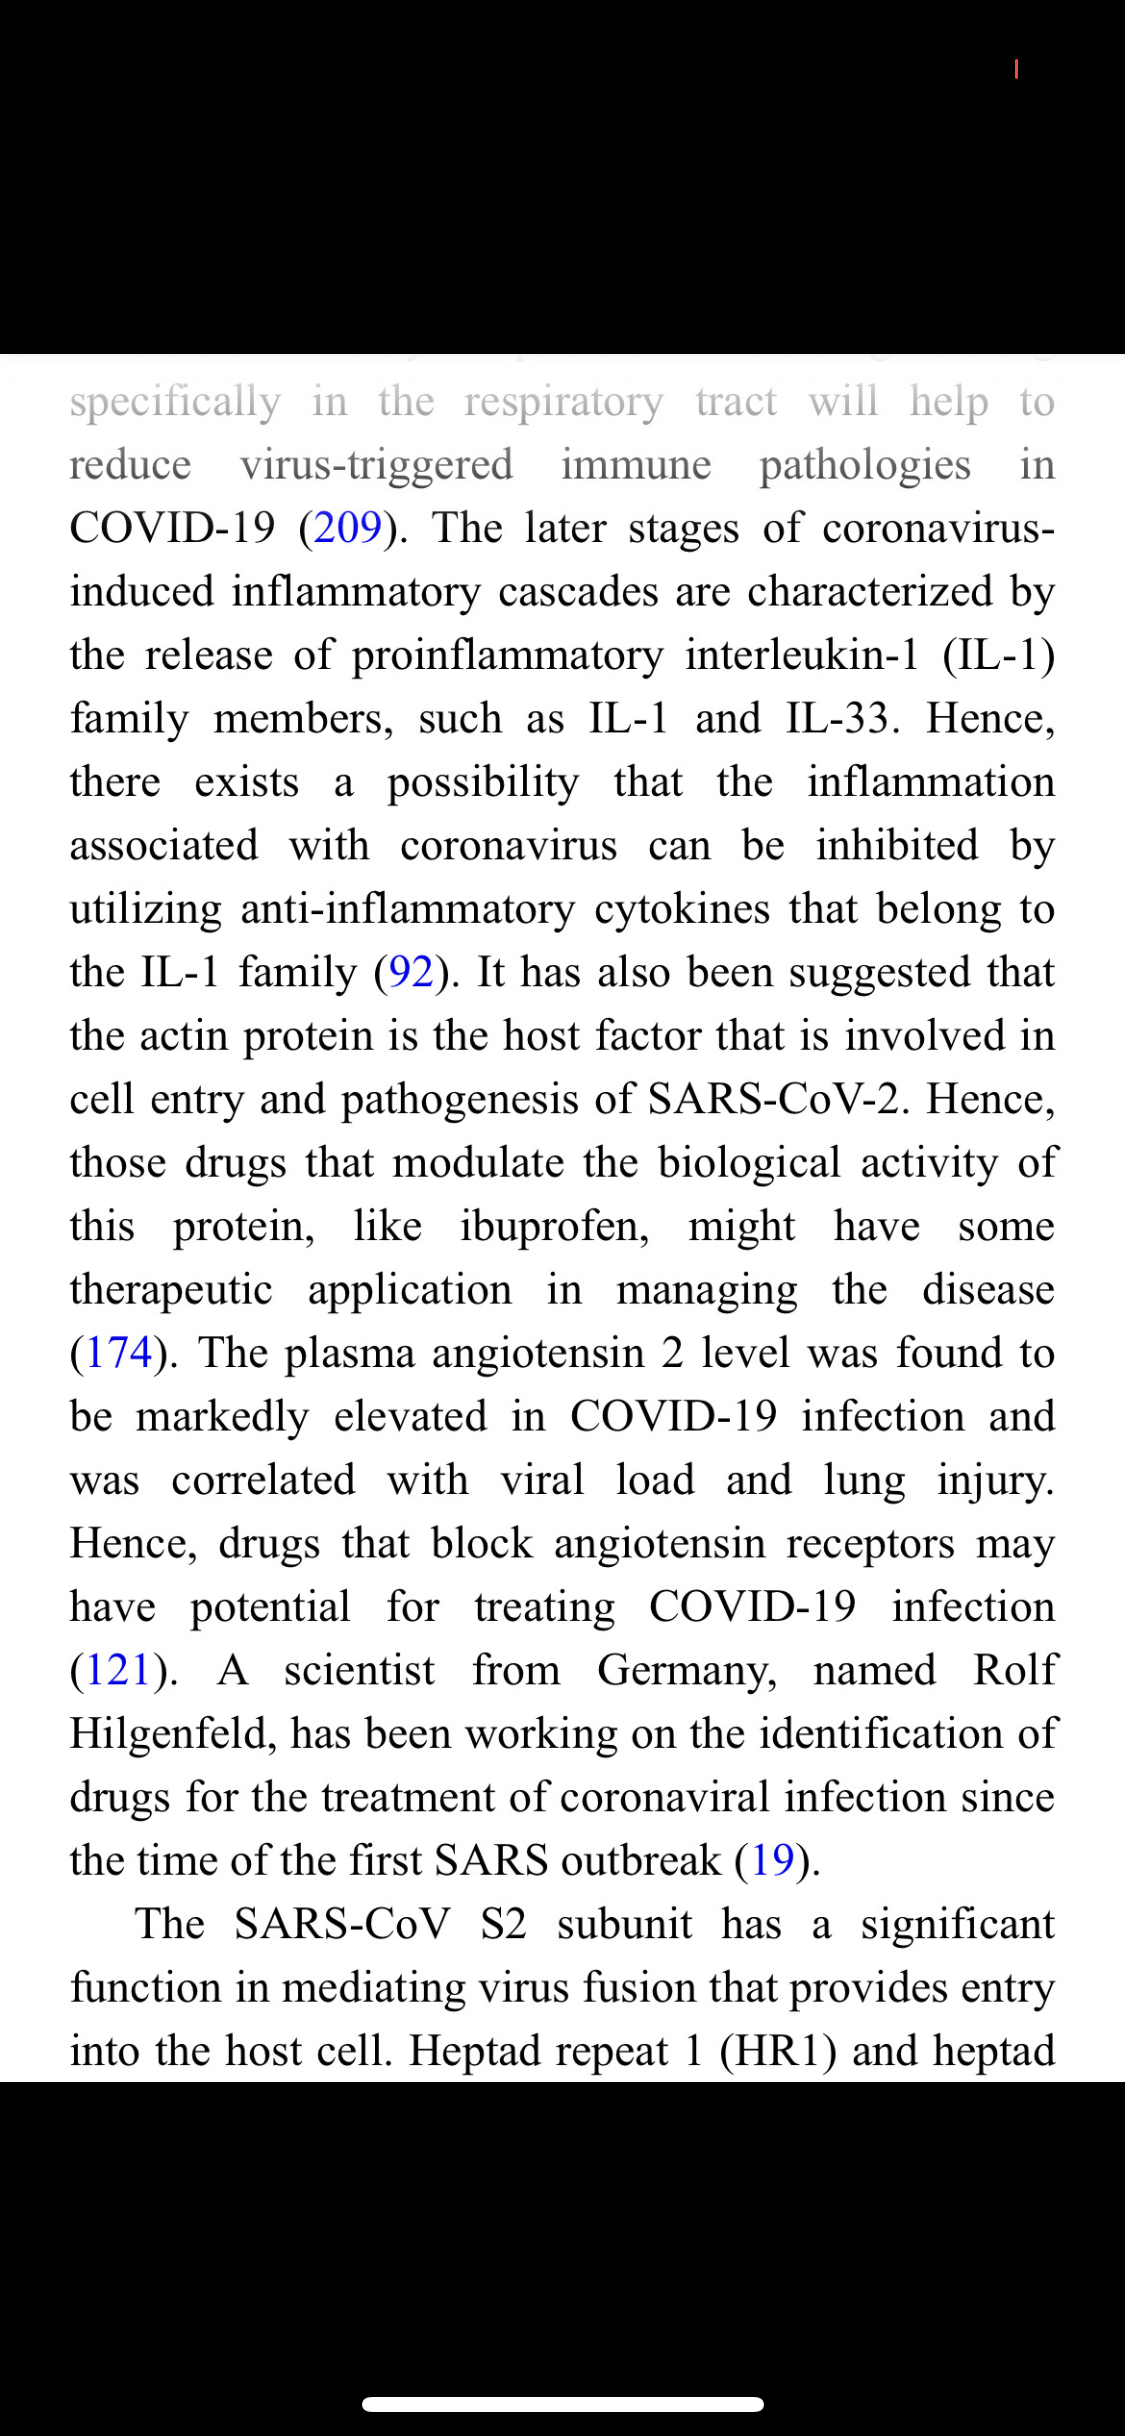 specifically in the respiratory tract will help to
reduce virus-triggered immune pathologies in
COVID-19 (209). The later stages of coronavirus-
induced inflammatory cascades are characterized by
the release of proinflammatory interleukin-1 (IL-1)
family members, such as IL-1 and IL-33. Hence,
there exists a possibility that the inflammation
associated with coronavirus can be inhibited by
utilizing anti-inflammatory cytokines that belong to
the IL-1 family (92). It has also been suggested that
the actin protein is the host factor that is involved in
cell entry and pathogenesis of SARS-CoV-2. Hence,
those drugs that modulate the biological activity of
this protein, like ibuprofen, might have some
therapeutic application in managing the disease
(174). The plasma angiotensin 2 level was found to
be markedly elevated in COVID-19 infection and
was correlated with viral load and lung injury.
Hence, drugs that block angiotensin receptors may
have potential for treating COVID-19 infection
(121). A scientist from Germany, named Rolf
Hilgenfeld, has been working on the identification of
drugs for the treatment of coronaviral infection since
the time of the first SARS outbreak (19).
The SARS-CoV S2 subunit has a significant
function in mediating virus fusion that provides entry
into the host cell. Heptad repeat 1 (HR1) and heptad